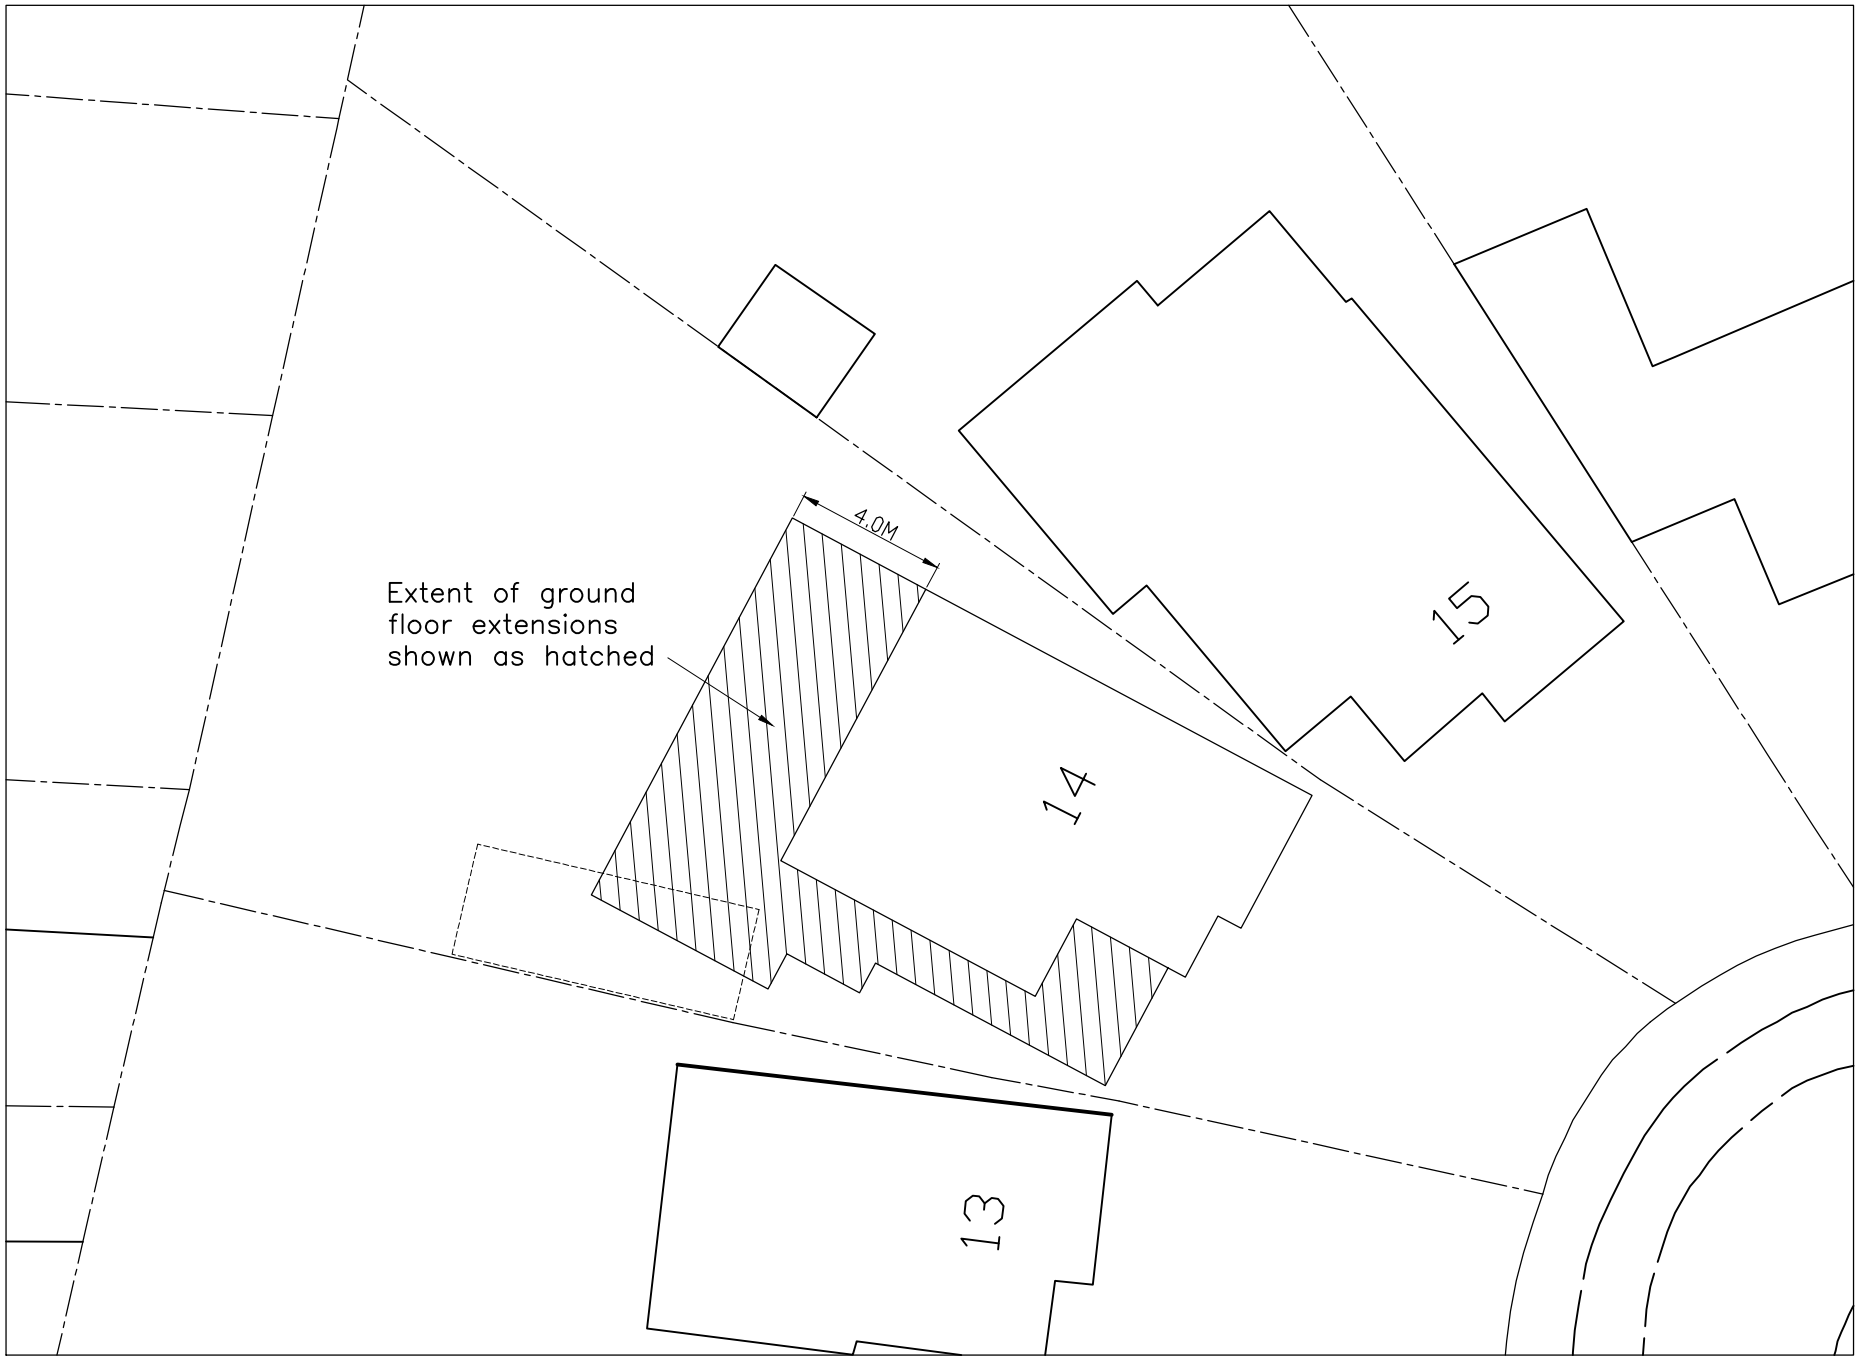 4.0M
Extent of ground
floor extensions
shown as hatched
15
14
13